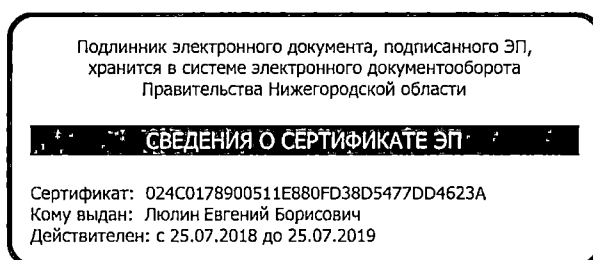 Подлинник электронного документа, подписанного ЭП,
хранится в системе электронного документооборота
Правительства Нижегородской области
СВЕДЕНИЯ О СЕРТИФИКАТЕ ЭП
Сертификат: 024C0178900511E880FD38D5477DD4623A
Кому выдан: Люлин Евгений Борисович
Действителен: с 25.07.2018 до 25.07.2019